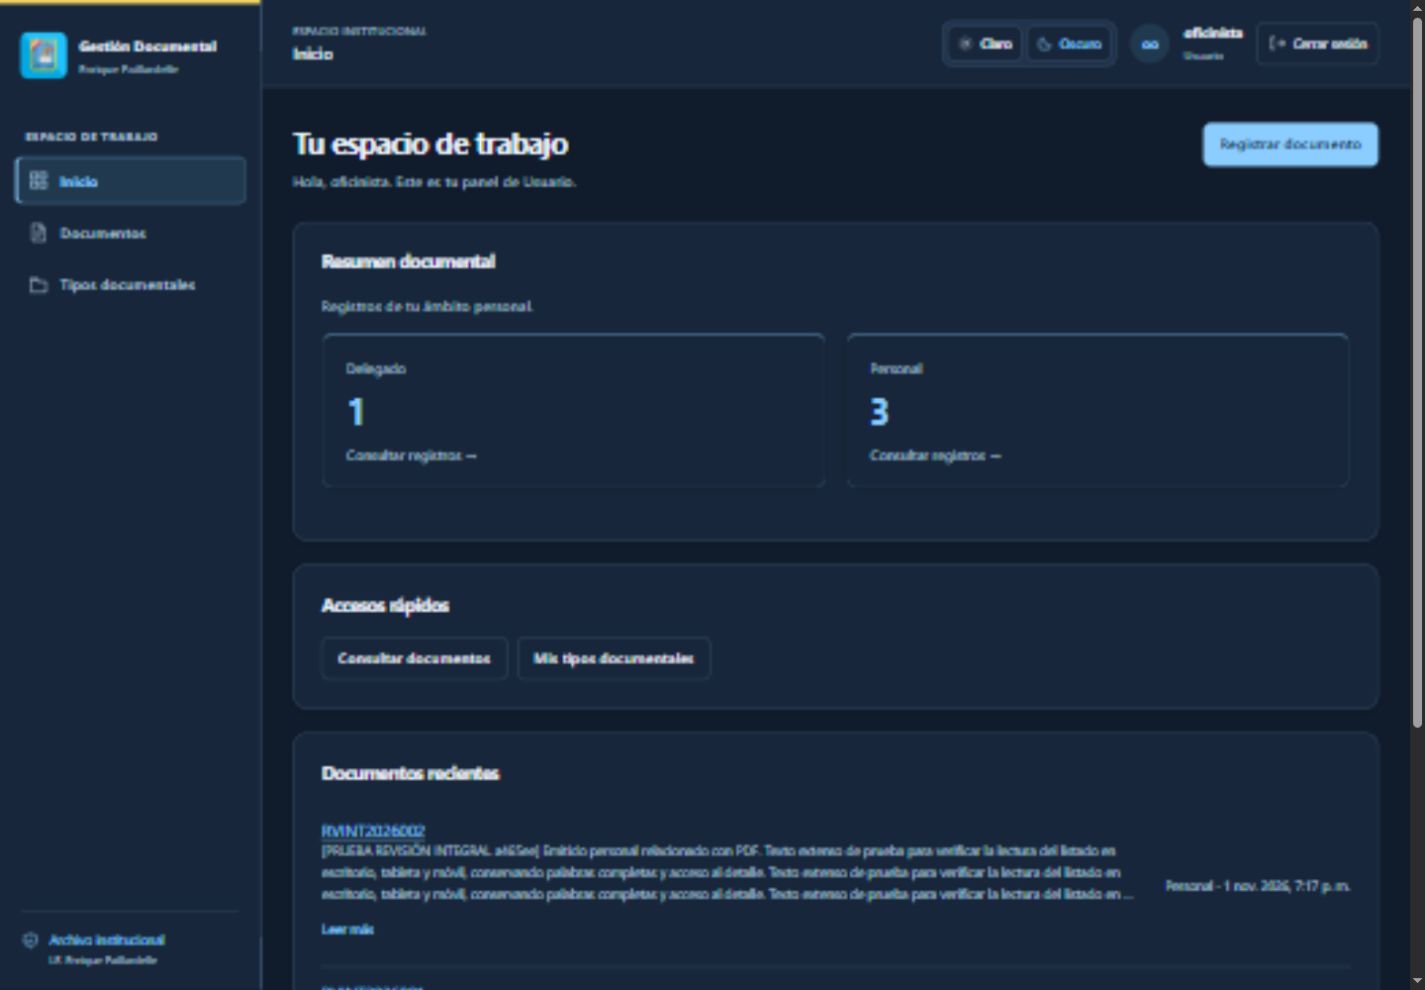 Gestión Documental
Enrique Paillardelle
ESPACIO DE TRABAJO
Inicio
Documentos
Tipos documentales
Archivo institucional
I.E. Enrique Paillardelle
ESPACIO INSTITUCIONAL
Inicio
Claro
Oscuro
oficinista
Usuario
Cerrar sesión
Tu espacio de trabajo
Hola, oficinista. Este es tu panel de Usuario.
Registrar documento
Resumen documental
Registros de tu ámbito personal.
Delegado
1
Consultar registros →
Personal
3
Consultar registros →
Accesos rápidos
Consultar documentos
Mis tipos documentales
Documentos recientes
RVINT2026002
[PRUEBA REVISIÓN INTEGRAL a465ee] Emitido personal relacionado con PDF. Texto extenso de prueba para verificar la lectura del listado en
escritorio, tableta y móvil, conservando palabras completas y acceso al detalle. Texto extenso de prueba para verificar la lectura del listado en
escritorio, tableta y móvil, conservando palabras completas y acceso al detalle. Texto extenso de prueba para verificar la lectura del listado en ...
Personal · 1 nov. 2026, 7:17 p. m.
Leer más